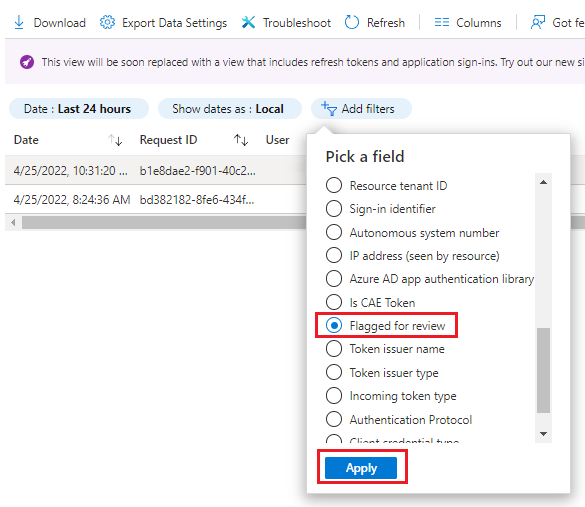 Download Export Data Settings Troubleshoot Refresh Columns Got fe
This view will be soon replaced with a view that includes refresh tokens and application sign-ins. Try out our new si
Date : Last 24 hours Show dates as : Local Add filters
Date Request ID User
4/25/2022, 10:31:20 ... b1e8dae2-f901-40c2...
4/25/2022, 8:24:36 AM bd382182-8fe6-434f...
Pick a field
Resource tenant ID
Sign-in identifier
Autonomous system number
IP address (seen by resource)
Azure AD app authentication library
Is CAE Token
Flagged for review
Token issuer name
Token issuer type
Incoming token type
Authentication Protocol
Client credential type
Apply